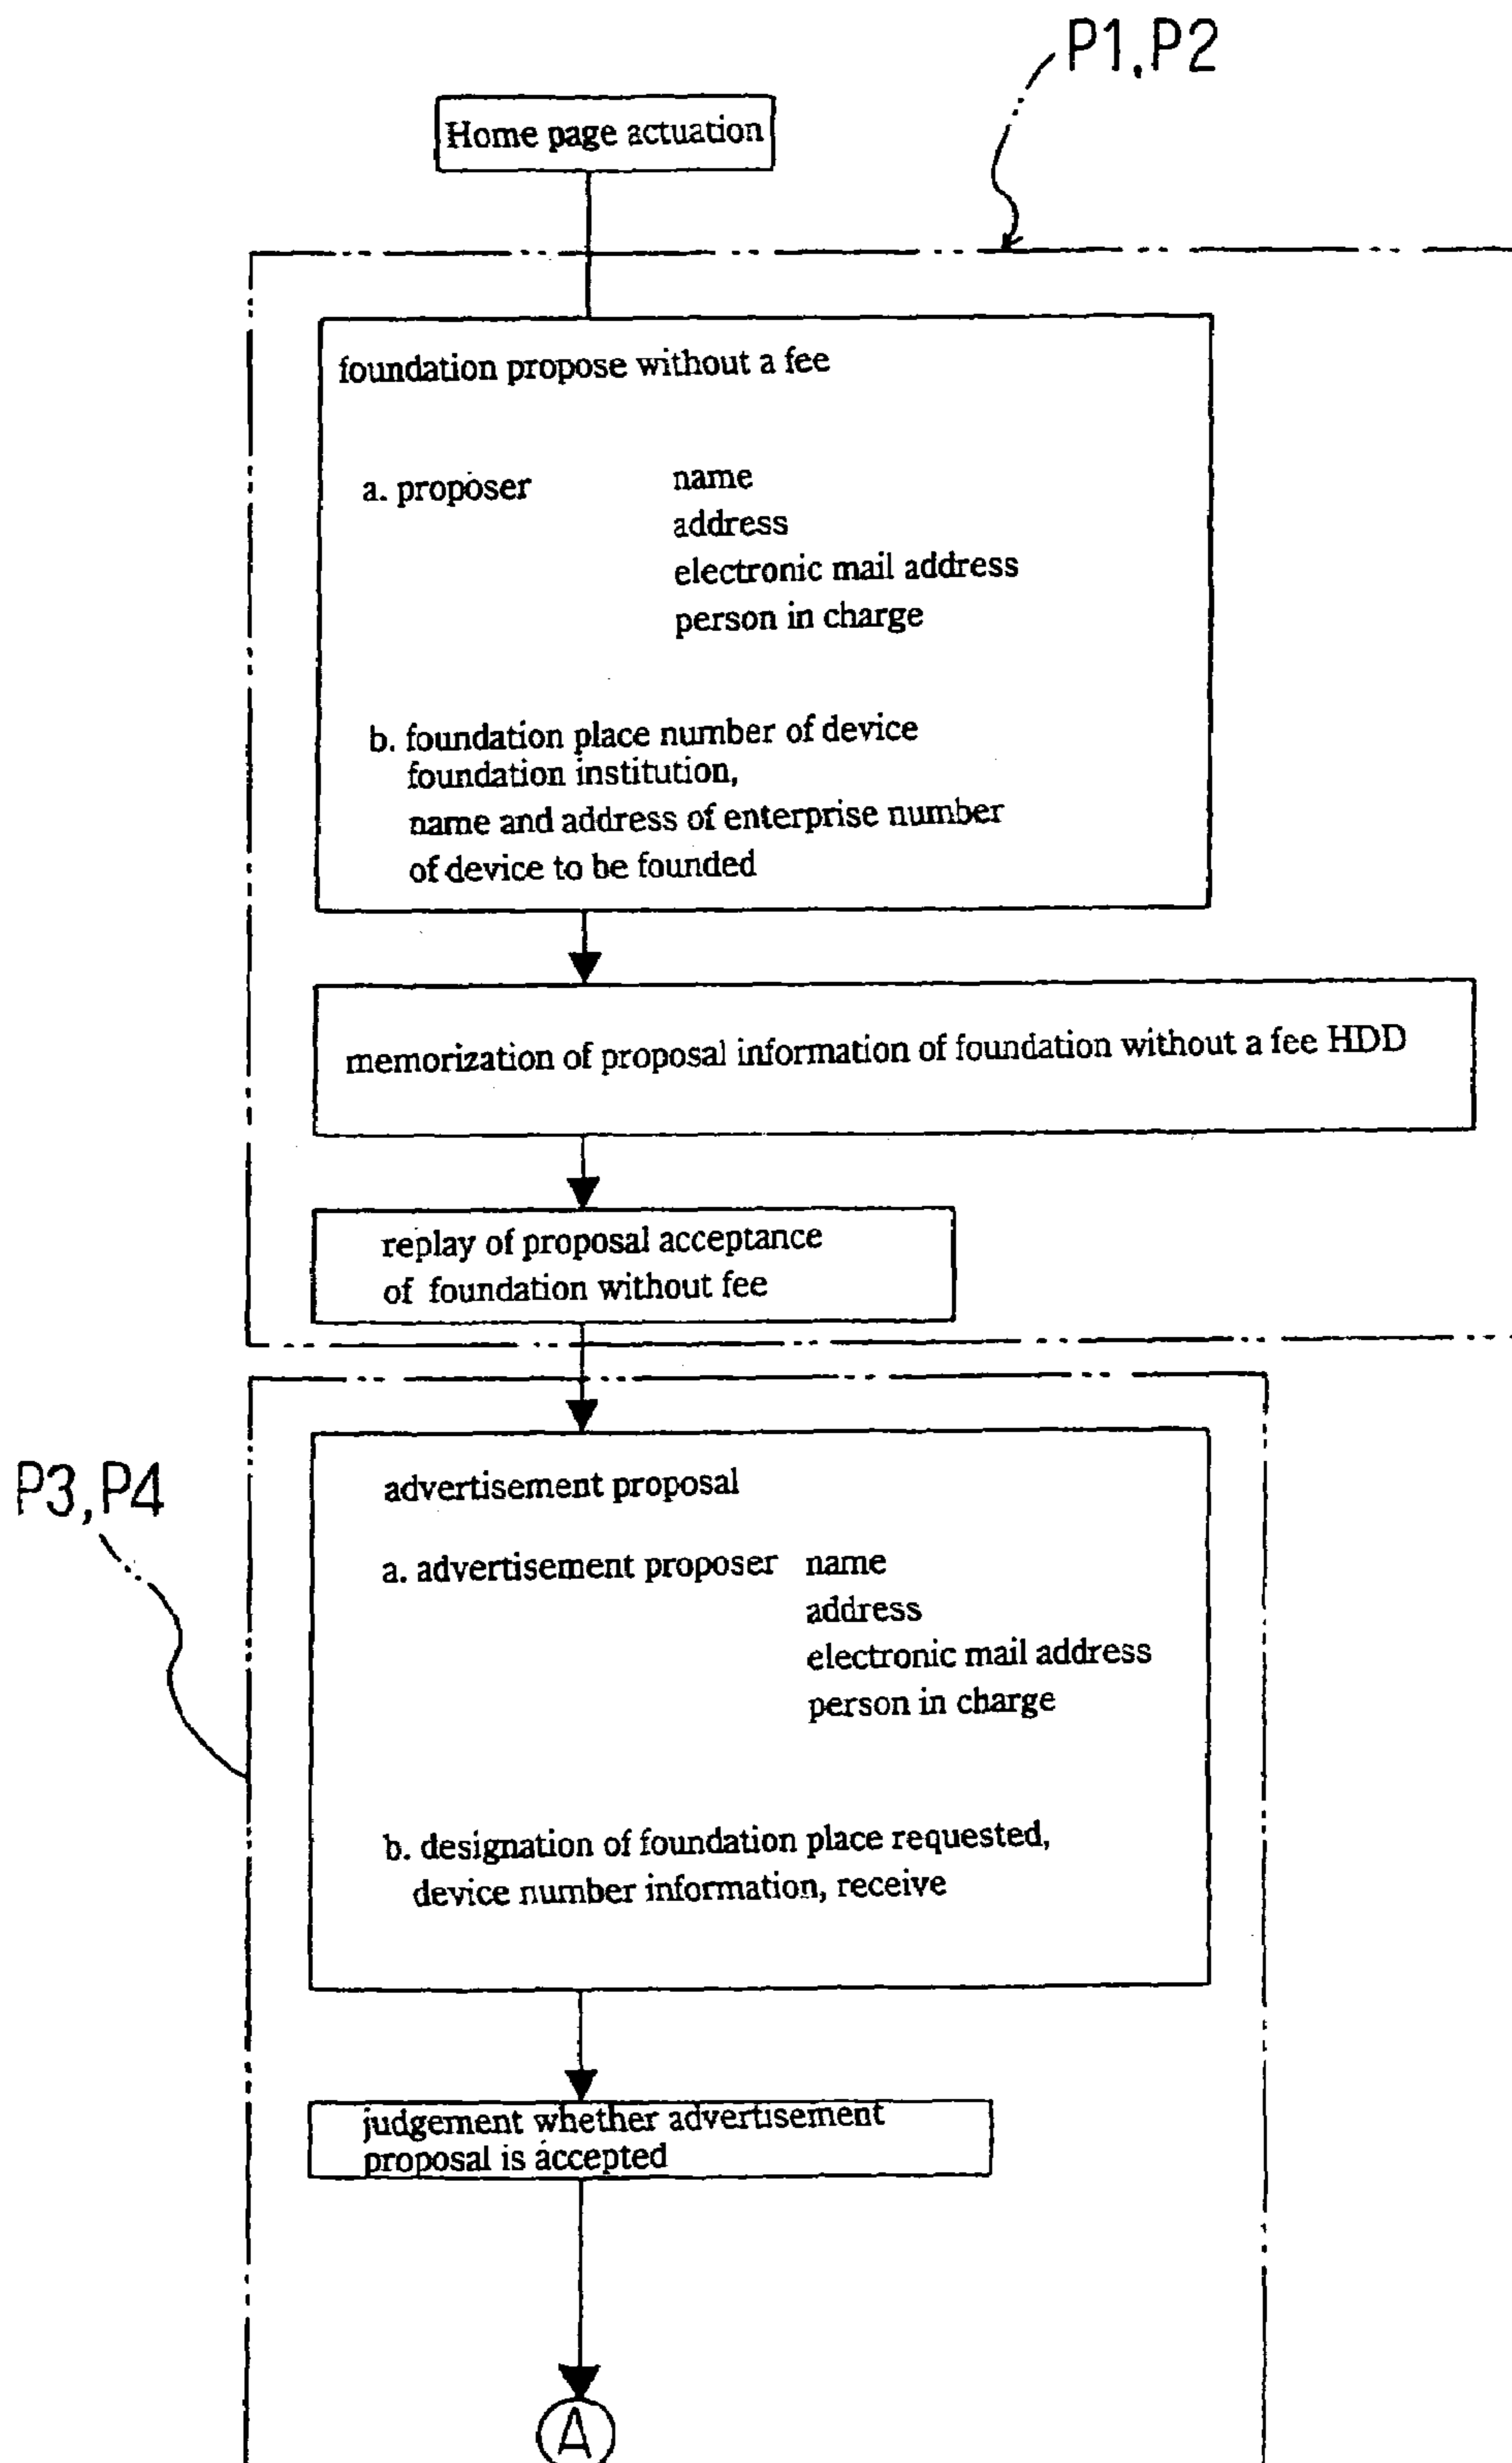 P1,P2
Home page actuation
foundation propose without a fee
a. proposer name
address
electronic mail address
person in charge
b. foundation place number of device
foundation institution,
name and address of enterprise number
of device to be founded
memorization of proposal information of foundation without a fee HDD
replay of proposal acceptance
of foundation without fee
P3,P4
advertisement proposal
a. advertisement proposer name
address
electronic mail address
person in charge
b. designation of foundation place requested,
device number information, receive
judgement whether advertisement
proposal is accepted
A